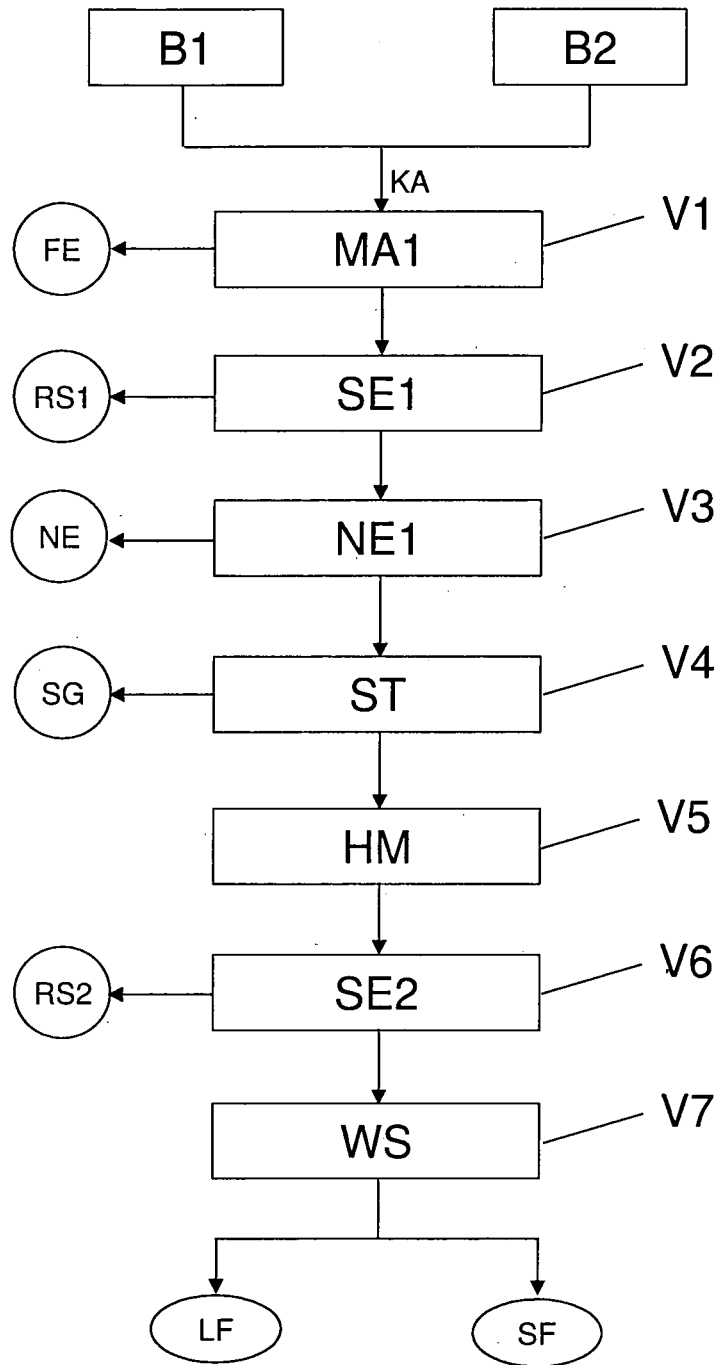 B1 B2
KA
V1
FE MA1
V2
RS1 SE1
V3
NE NE1
V4
SG ST
V5
HM
V6
RS2 SE2
V7
WS
LF SF